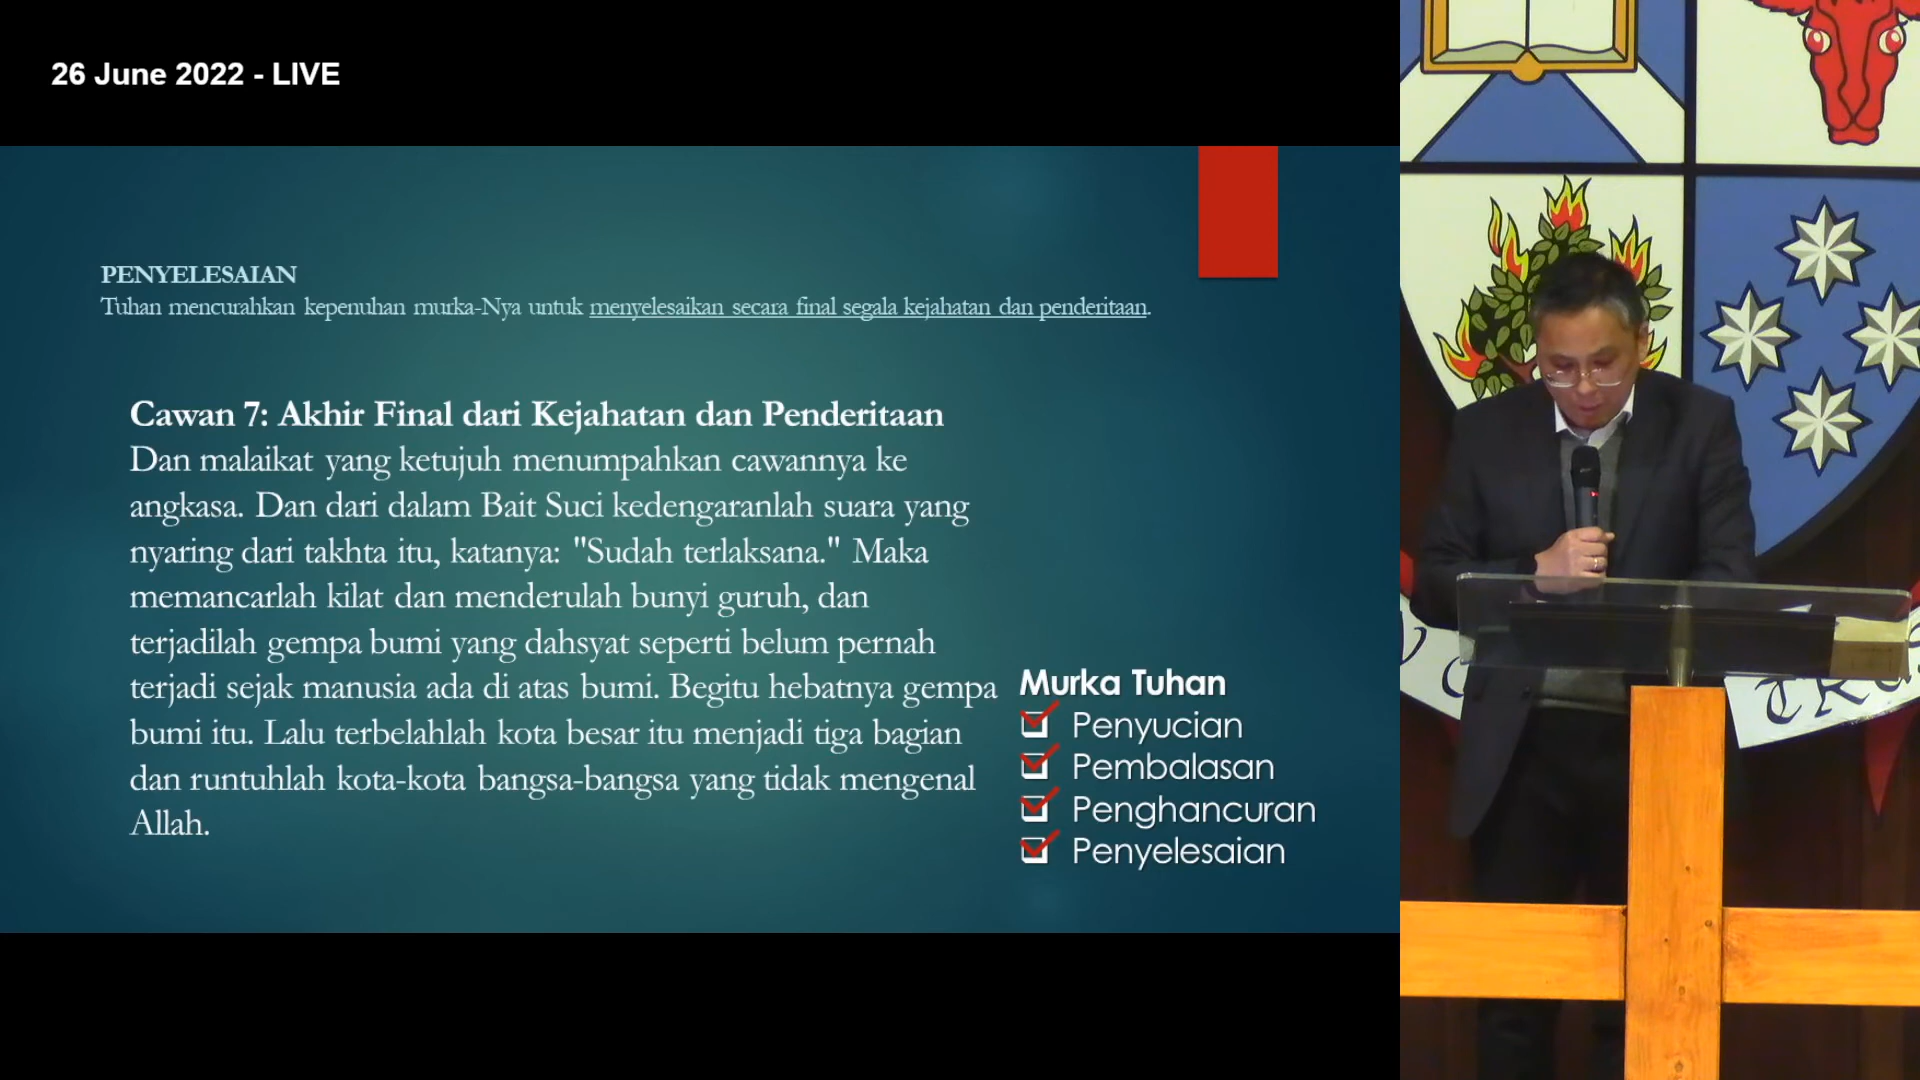 26 June 2022 - LIVE
PENYELESAIAN
Tuhan mencurahkan kepenuhan murka-Nya untuk menyelesaikan secara final segala kejahatan dan penderitaan.
Cawan 7: Akhir Final dari Kejahatan dan Penderitaan
Dan malaikat yang ketujuh menumpahkan cawannya ke
angkasa. Dan dari dalam Bait Suci kedengaranlah suara yang
nyaring dari takhta itu, katanya: "Sudah terlaksana." Maka
memancarlah kilat dan menderulah bunyi guruh, dan
terjadilah gempa bumi yang dahsyat seperti belum pernah
terjadi sejak manusia ada di atas bumi. Begitu hebatnya gempa
bumi itu. Lalu terbelahlah kota besar itu menjadi tiga bagian
dan runtuhlah kota-kota bangsa-bangsa yang tidak mengenal
Allah.
Murka Tuhan
Penyucian
Pembalasan
Penghancuran
Penyelesaian